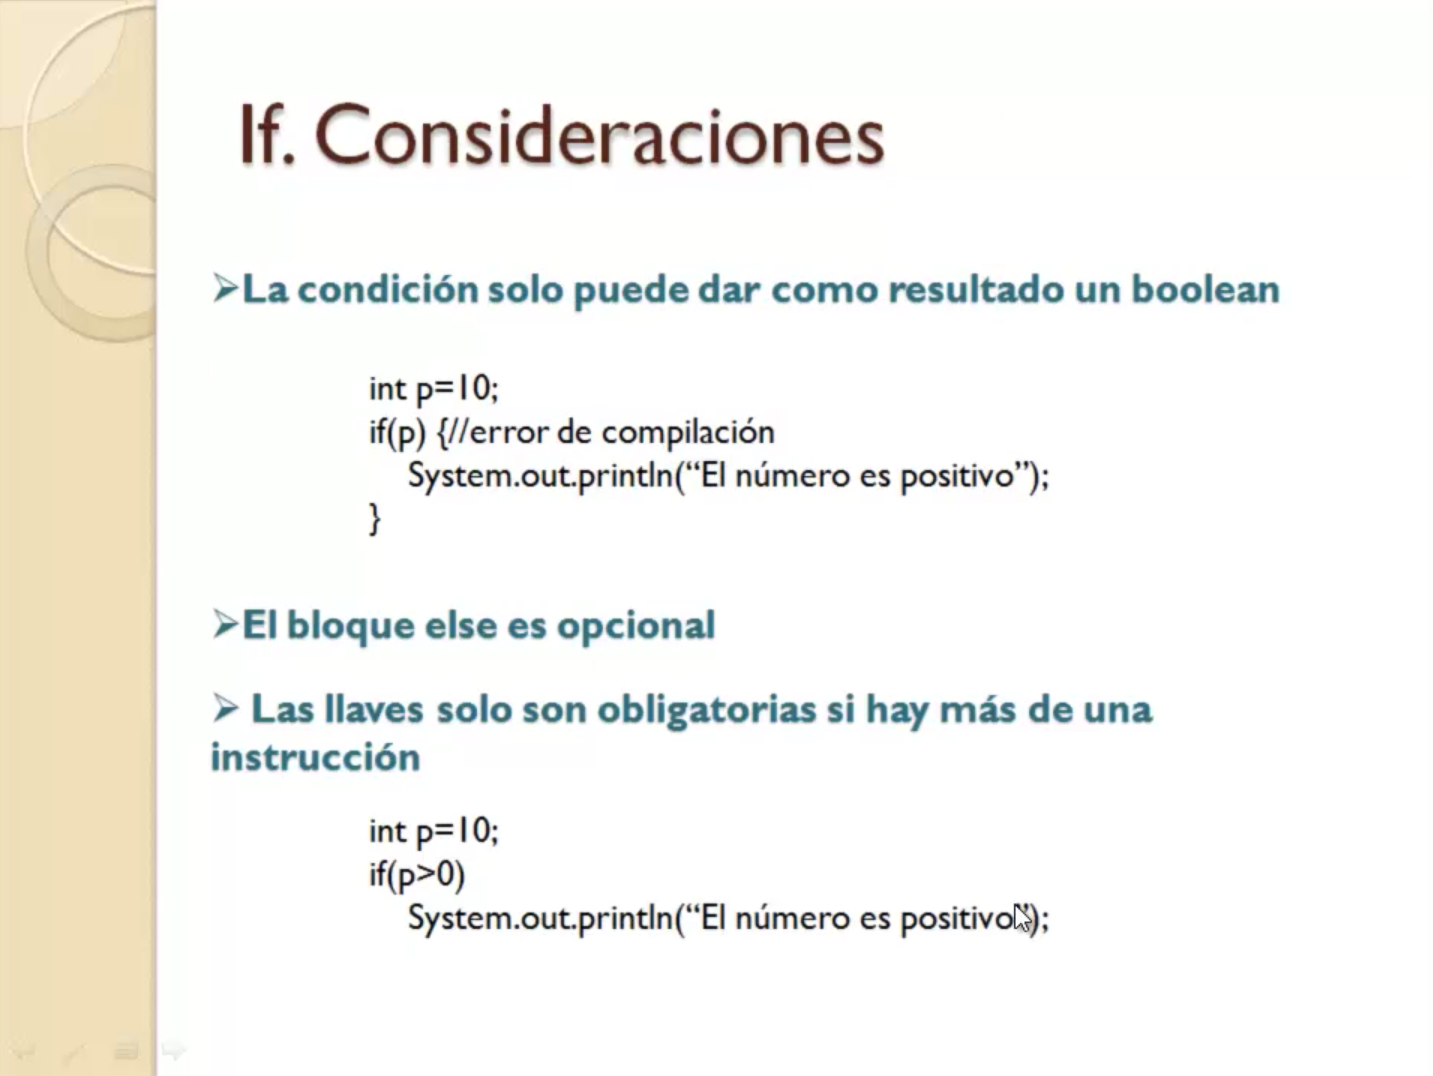 If. Consideraciones
➢La condición solo puede dar como resultado un boolean
int p=10;
if(p) {//error de compilación
System.out.println(“El número es positivo”);
}
➢El bloque else es opcional
➢ Las llaves solo son obligatorias si hay más de una
instrucción
int p=10;
if(p>0)
System.out.println(“El número es positivo”);